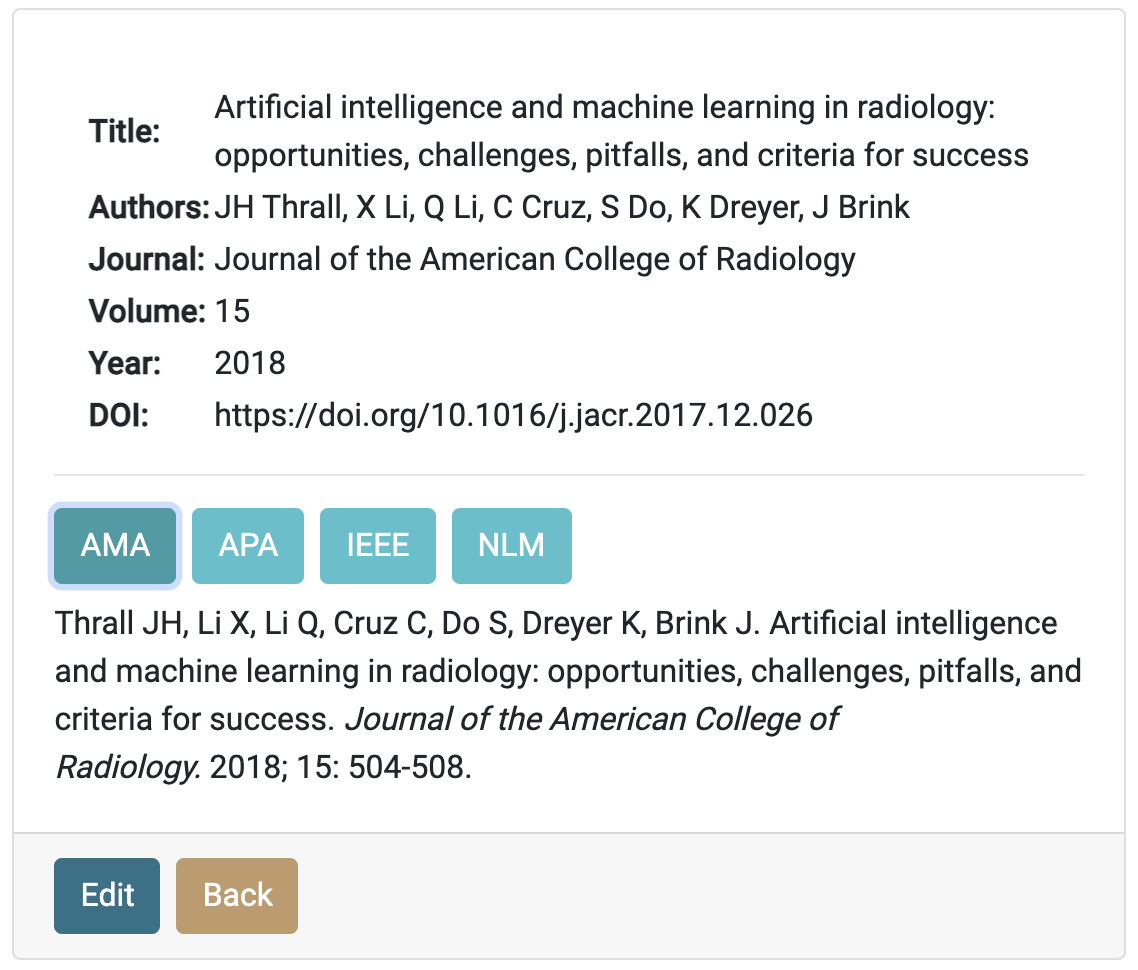 Title: Artificial intelligence and machine learning in radiology:
opportunities, challenges, pitfalls, and criteria for success
Authors: JH Thrall, X Li, Q Li, C Cruz, S Do, K Dreyer, J Brink
Journal: Journal of the American College of Radiology
Volume: 15
Year: 2018
DOI: https://doi.org/10.1016/j.jacr.2017.12.026
AMA APA IEEE NLM
Thrall JH, Li X, Li Q, Cruz C, Do S, Dreyer K, Brink J. Artificial intelligence
and machine learning in radiology: opportunities, challenges, pitfalls, and
criteria for success. Journal of the American College of
Radiology. 2018; 15: 504-508.
Edit Back